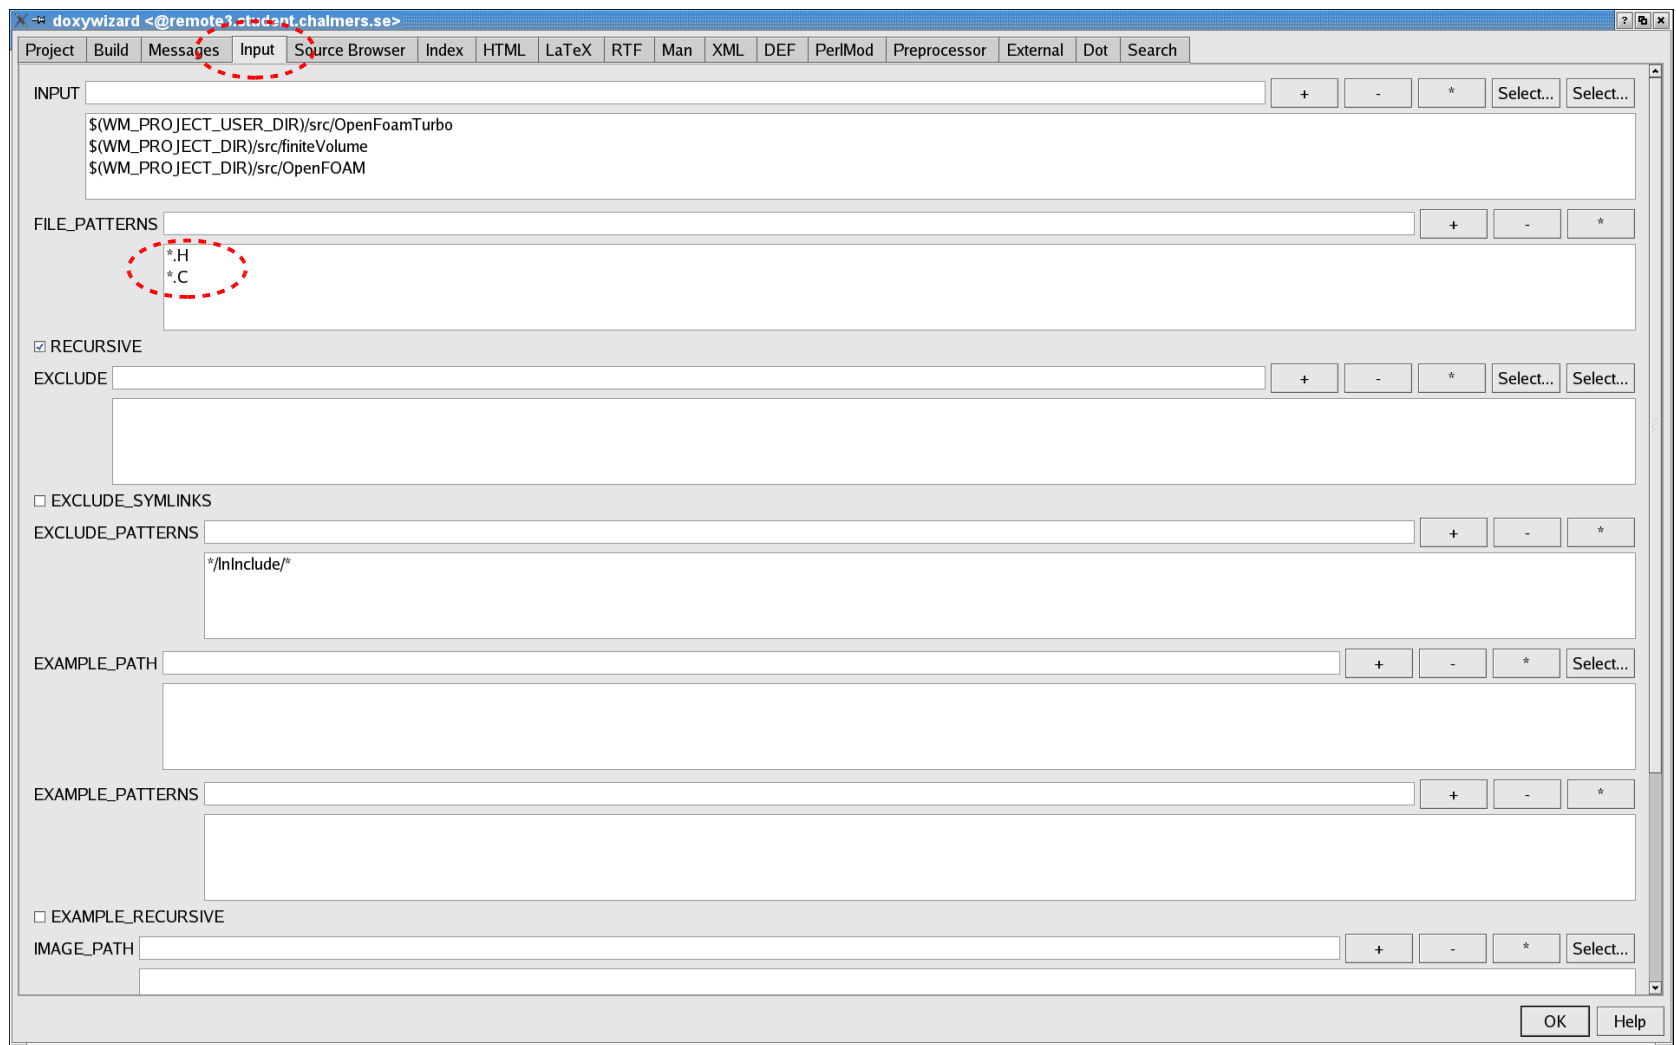 doxywizard <@remote3.student.chalmers.se>
Project Build Messages Input Source Browser Index HTML LaTeX RTF Man XML DEF PerlMod Preprocessor External Dot Search
INPUT + - * Select... Select...
$(WM_PROJECT_USER_DIR)/src/OpenFoamTurbo
$(WM_PROJECT_DIR)/src/finiteVolume
$(WM_PROJECT_DIR)/src/OpenFOAM
FILE_PATTERNS + - *
*.H
*.C
RECURSIVE
EXCLUDE + - * Select... Select...
EXCLUDE_SYMLINKS
EXCLUDE_PATTERNS + - *
*/lnInclude/*
EXAMPLE_PATH + - * Select...
EXAMPLE_PATTERNS + - *
EXAMPLE_RECURSIVE
IMAGE_PATH + - * Select...
OK Help